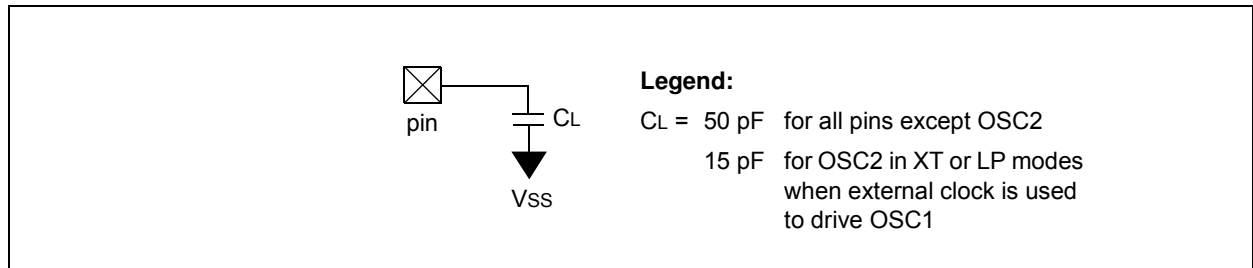 pin
CL
VSS
Legend:
CL = 50 pF for all pins except OSC2
15 pF for OSC2 in XT or LP modes
when external clock is used
to drive OSC1